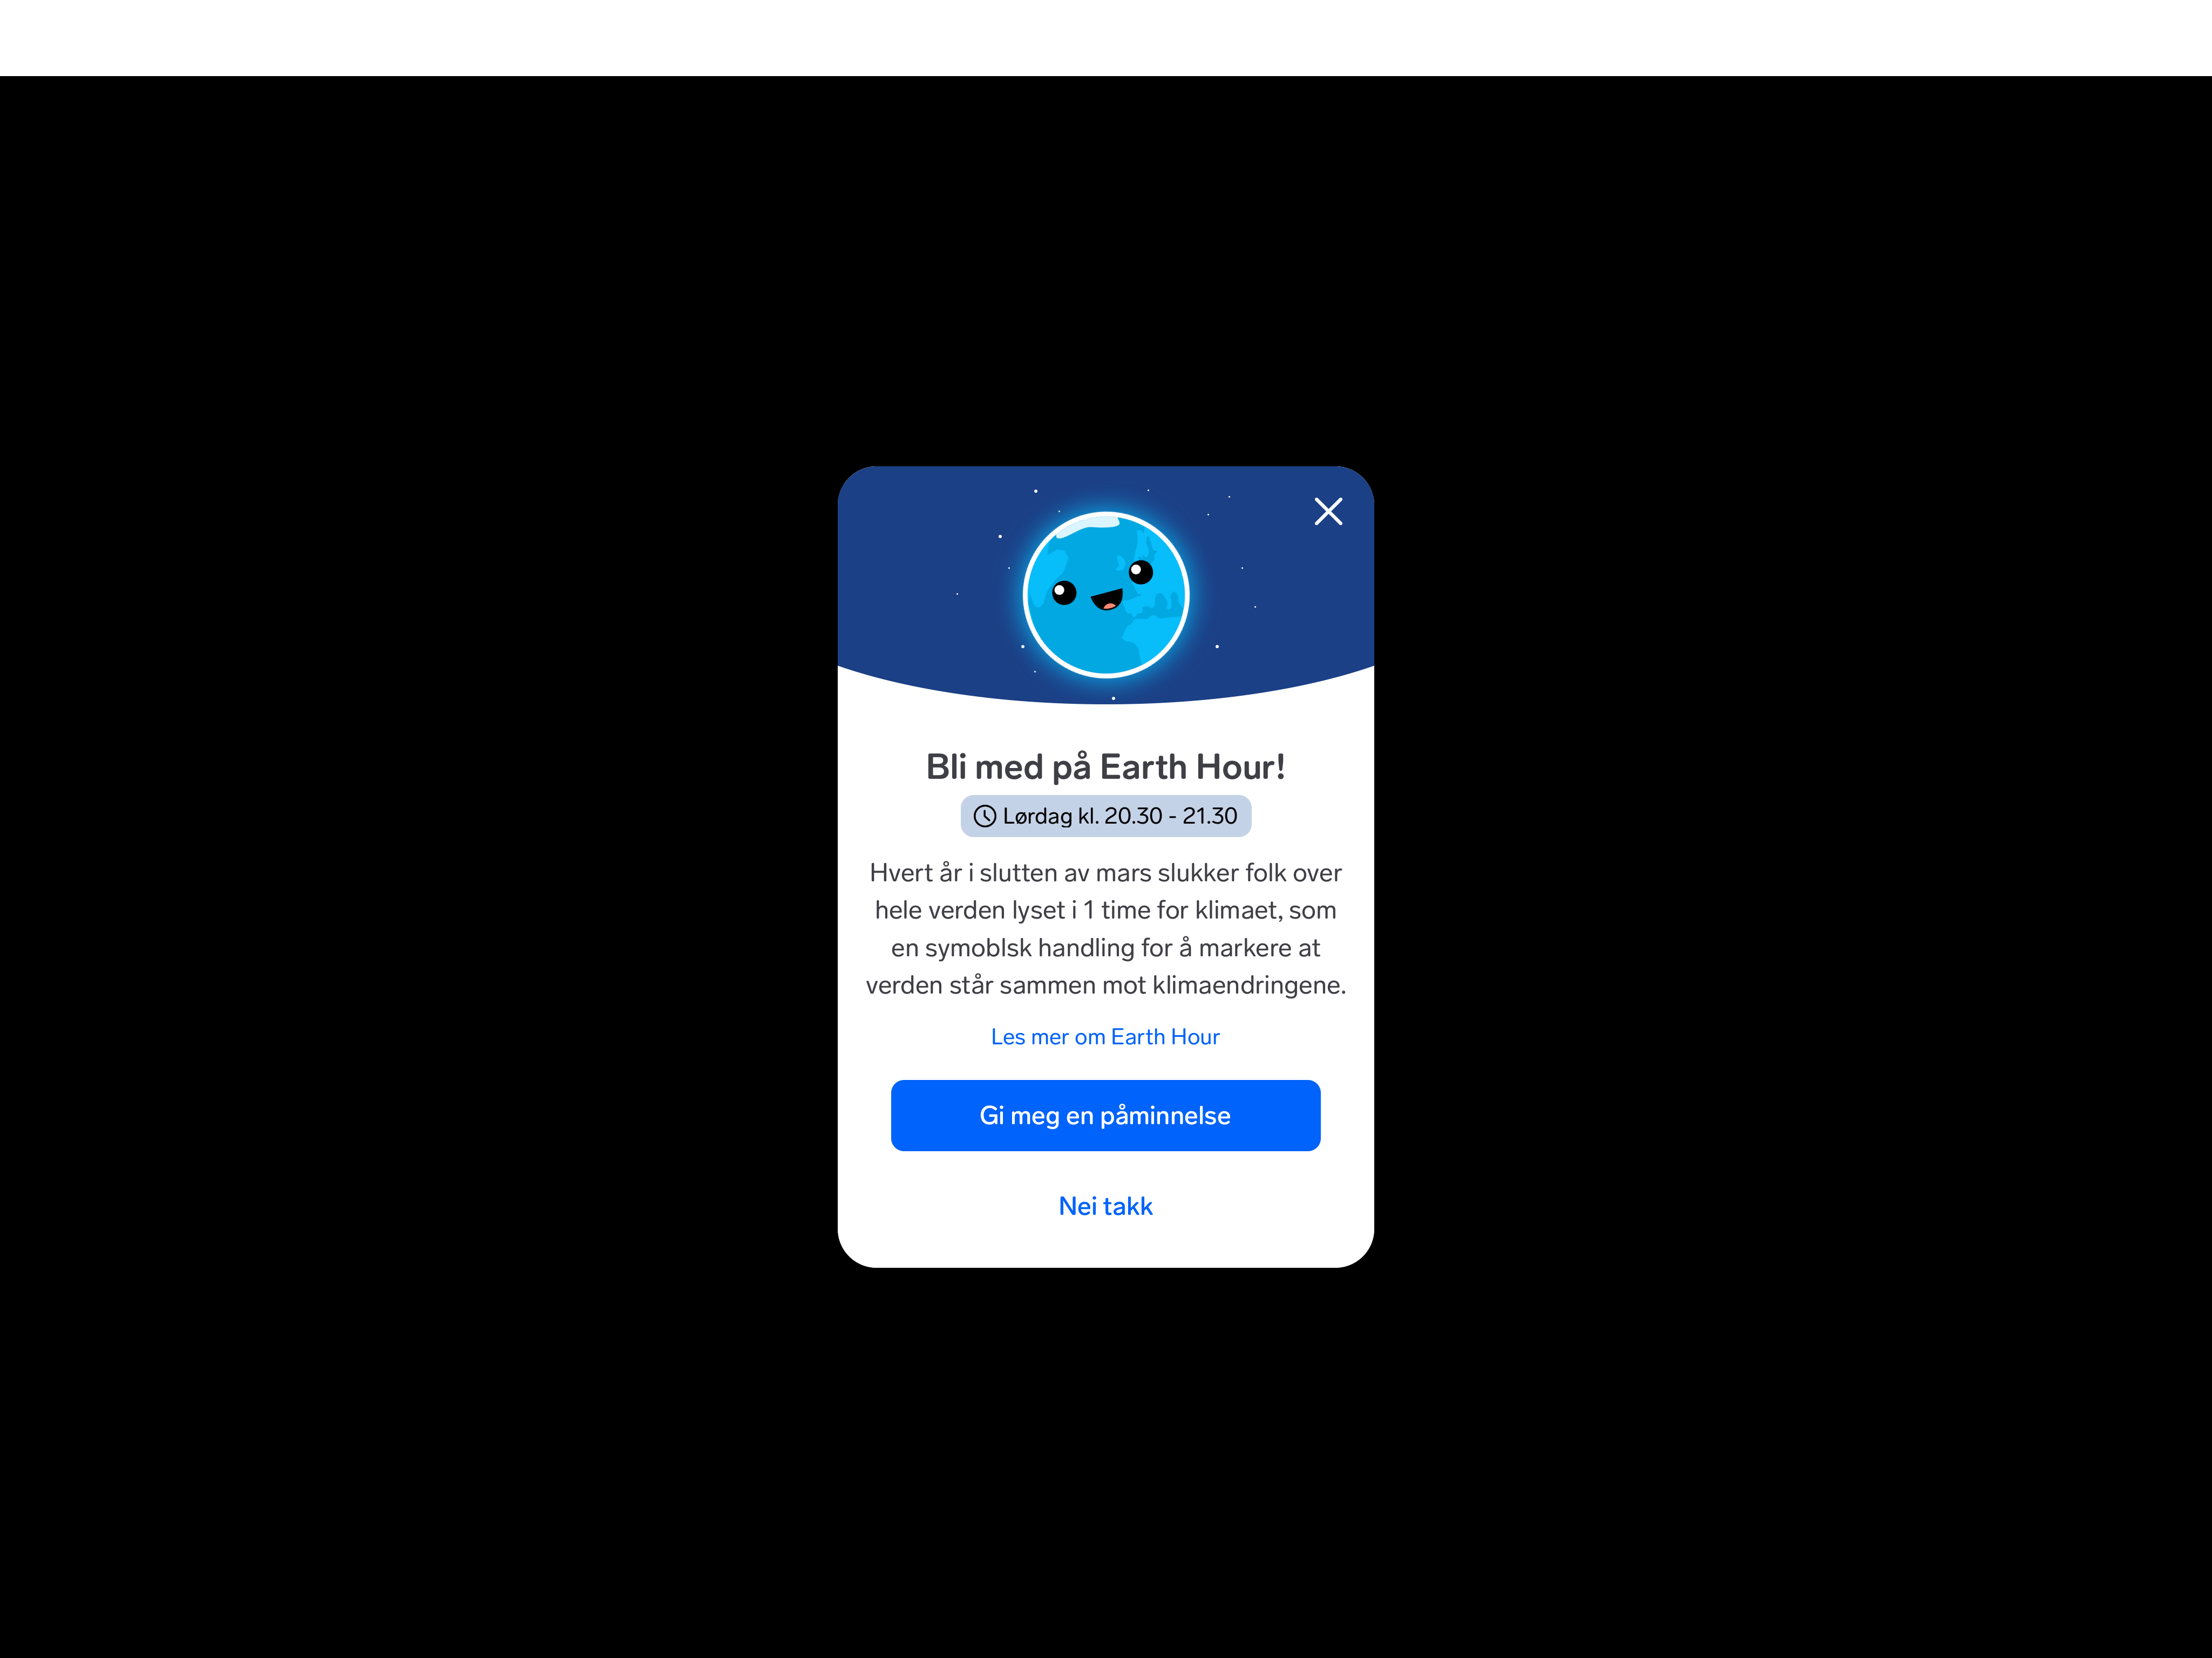 Bli med på Earth Hour!
Lørdag kl. 20.30 - 21.30
Hvert år i slutten av mars slukker folk over
hele verden lyset i 1 time for klimaet, som
en symoblsk handling for å markere at
verden står sammen mot klimaendringene.
Les mer om Earth Hour
Gi meg en påminnelse
Nei takk